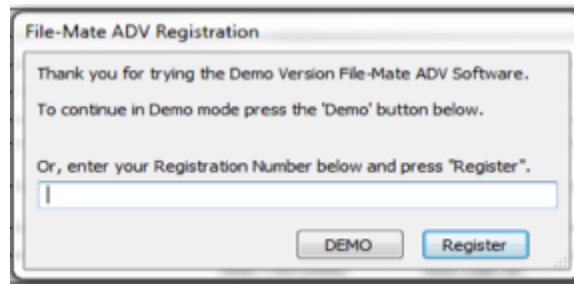 File-Mate ADV Registration
Thank you for trying the Demo Version File-Mate ADV Software.
To continue in Demo mode press the 'Demo' button below.
Or, enter your Registration Number below and press "Register".
DEMO
Register